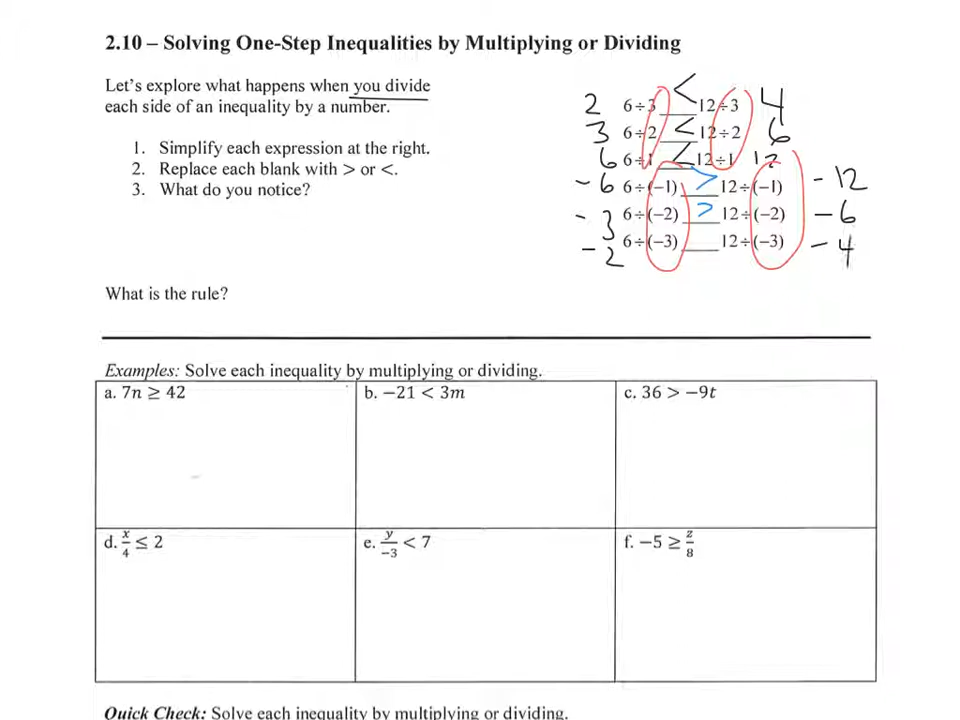 2.10 – Solving One-Step Inequalities by Multiplying or Dividing
Let's explore what happens when you divide
each side of an inequality by a number.
1. Simplify each expression at the right.
2. Replace each blank with > or <.
3. What do you notice?
2 6÷3 < 12÷3 4
3 6÷2 < 12÷2 6
6 6÷1 < 12÷1 12
-6 6÷(−1) > 12÷(−1) -12
-3 6÷(−2) > 12÷(−2) -6
-2 6÷(−3) ____ 12÷(−3) -4
What is the rule?
Examples: Solve each inequality by multiplying or dividing.
a. 7n ≥ 42
b. −21 < 3m
c. 36 > −9t
d. x/4 ≤ 2
e. y/−3 < 7
f. −5 ≥ z/8
Quick Check: Solve each inequality by multiplying or dividing.